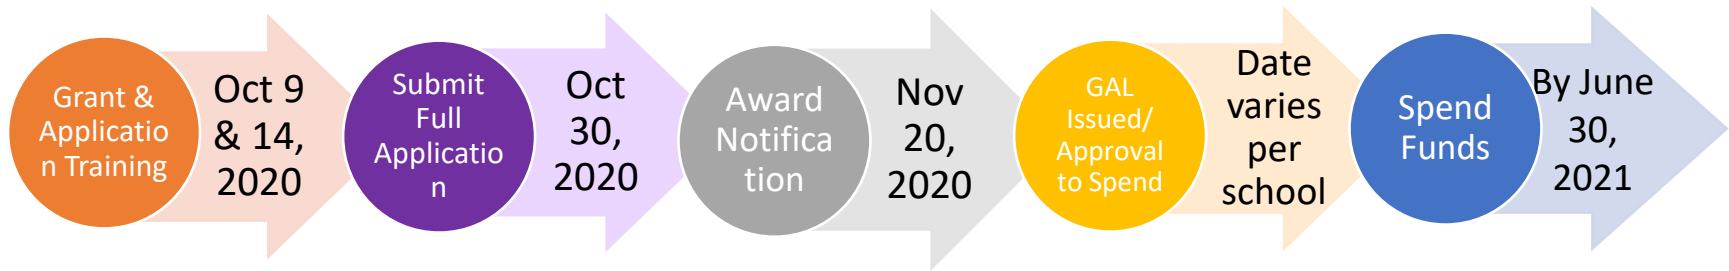 Grant &
Applicatio
n Training
Oct 9
& 14,
2020
Submit
Full
Applicatio
n
Oct
30,
2020
Award
Notifica
tion
Nov
20,
2020
GAL
Issued/
Approval
to Spend
Date
varies
per
school
Spend
Funds
By June
30,
2021